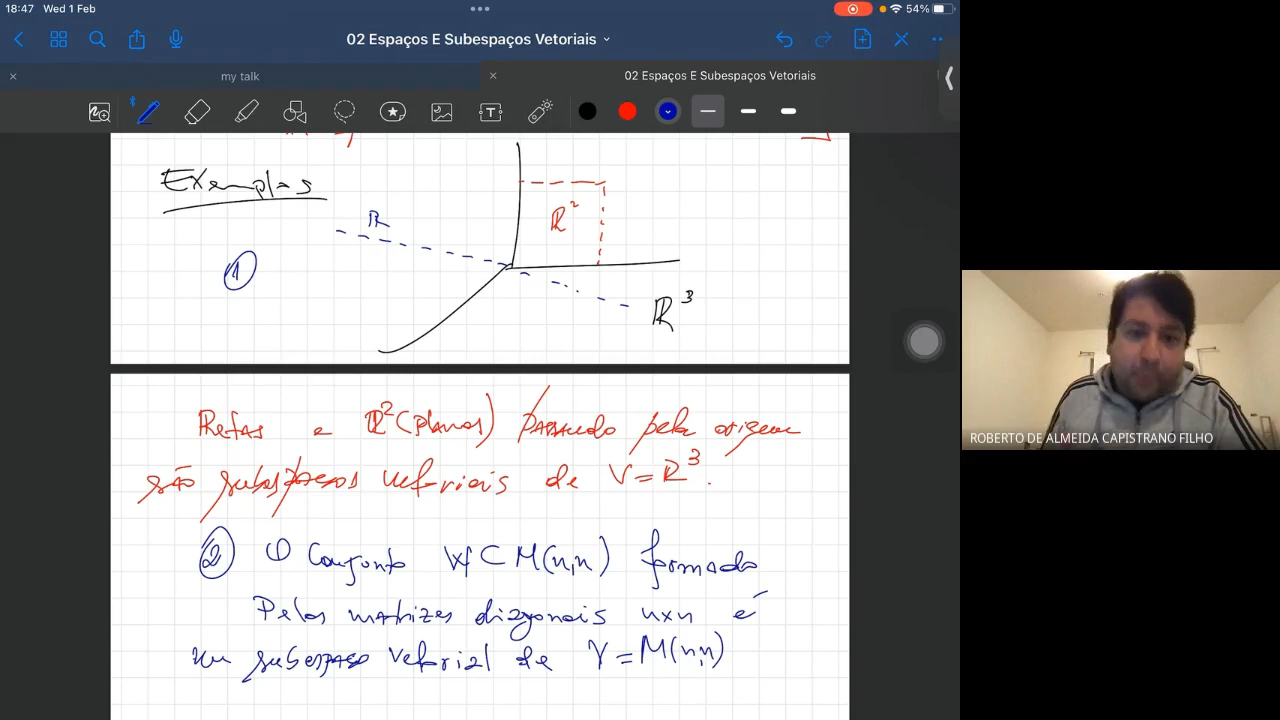 18:47 Wed 1 Feb
54%
02 Espaços E Subespaços Vetoriais
my talk
02 Espaços E Subespaços Vetoriais
Exemplos
ℝ
ℝ²
①
ℝ³
Retas e ℝ² (planos) passando pela origem
são subespaços vetoriais de V=ℝ³.
② O conjunto W⊂M(n,n) formado
Pelas matrizes diagonais nxn é
um subespaço vetorial de V=M(n,n)
ROBERTO DE ALMEIDA CAPISTRANO FILHO